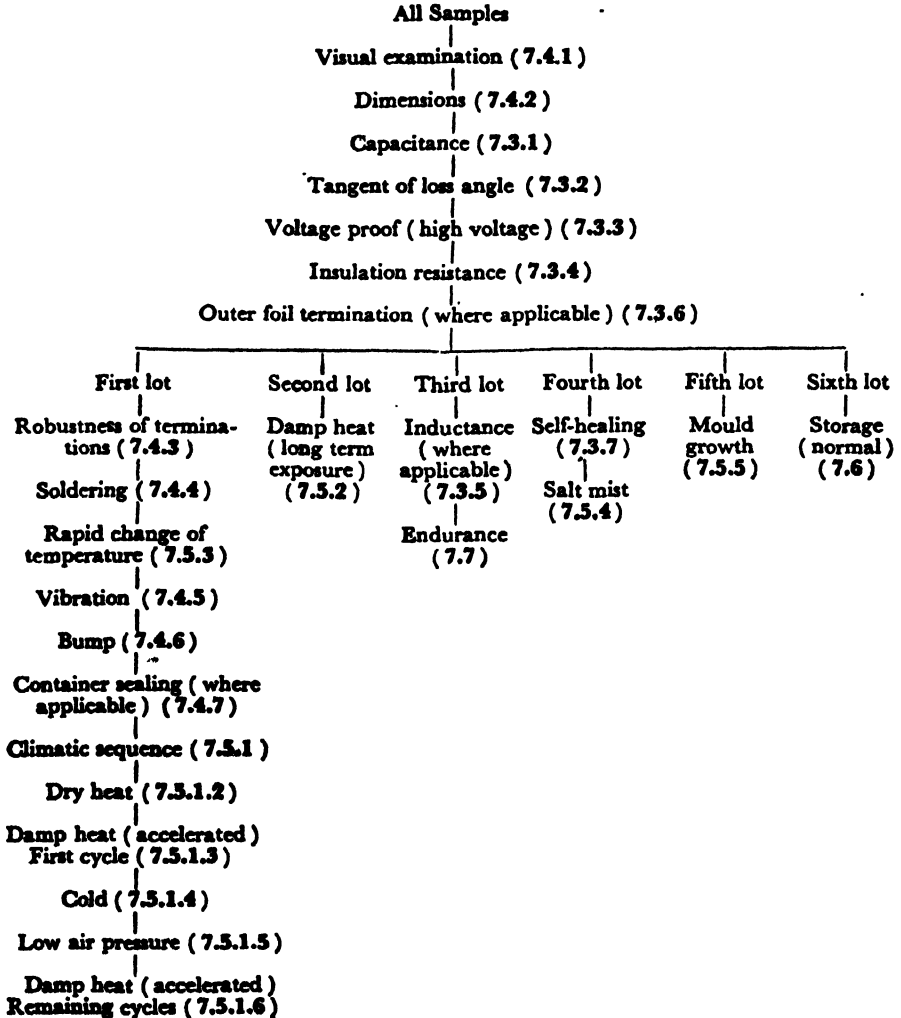 All Samples
Visual examination ( 7.4.1 )
Dimensions ( 7.4.2 )
Capacitance ( 7.3.1 )
Tangent of loss angle ( 7.3.2 )
Voltage proof ( high voltage ) ( 7.3.3 )
Insulation resistance ( 7.3.4 )
Outer foil termination ( where applicable ) ( 7.3.6 )
First lot
Robustness of termina-
tions ( 7.4.3 )
Soldering ( 7.4.4 )
Rapid change of
temperature ( 7.5.3 )
Vibration ( 7.4.5 )
Bump ( 7.4.6 )
Container sealing ( where
applicable ) ( 7.4.7 )
Climatic sequence ( 7.5.1 )
Dry heat ( 7.5.1.2 )
Damp heat ( accelerated )
First cycle ( 7.5.1.3 )
Cold ( 7.5.1.4 )
Low air pressure ( 7.5.1.5 )
Damp heat ( accelerated )
Remaining cycles ( 7.5.1.6 )
Second lot
Damp heat
( long term
exposure )
( 7.5.2 )
Third lot
Inductance
( where
applicable )
( 7.3.5 )
Endurance
( 7.7 )
Fourth lot
Self-healing
( 7.3.7 )
Salt mist
( 7.5.4 )
Fifth lot
Mould
growth
( 7.5.5 )
Sixth lot
Storage
( normal )
( 7.6 )